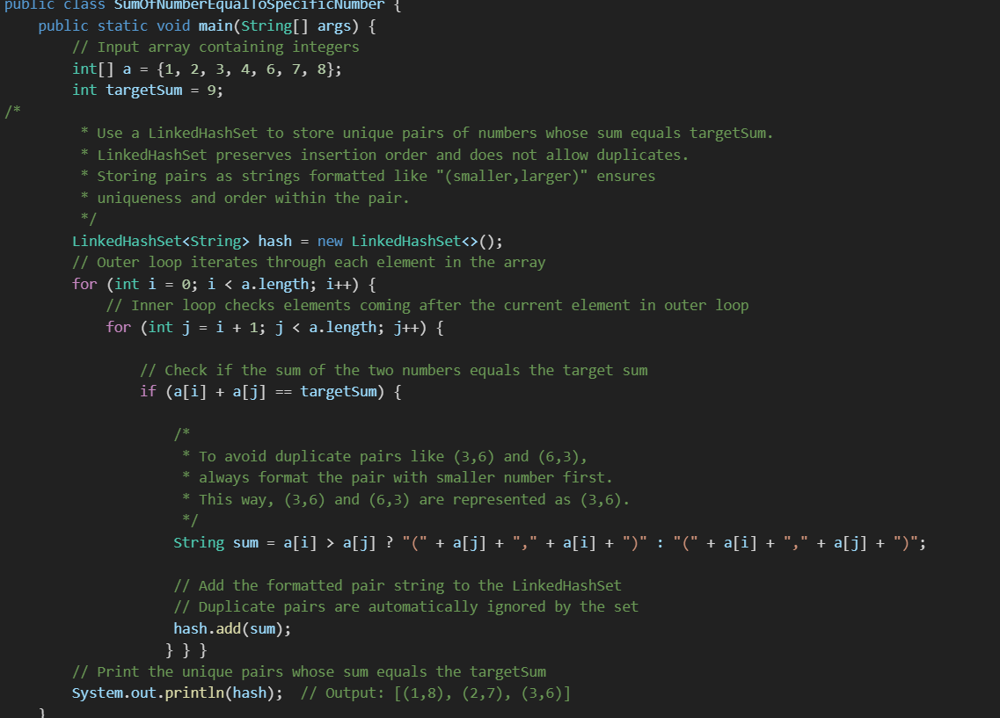 public class SumOfNumberEqualToSpecificNumber {
    public static void main(String[] args) {
        // Input array containing integers
        int[] a = {1, 2, 3, 4, 6, 7, 8};
        int targetSum = 9;
/*
         * Use a LinkedHashSet to store unique pairs of numbers whose sum equals targetSum.
         * LinkedHashSet preserves insertion order and does not allow duplicates.
         * Storing pairs as strings formatted like "(smaller,larger)" ensures
         * uniqueness and order within the pair.
         */
        LinkedHashSet<String> hash = new LinkedHashSet<>();
        // Outer loop iterates through each element in the array
        for (int i = 0; i < a.length; i++) {
            // Inner loop checks elements coming after the current element in outer loop
            for (int j = i + 1; j < a.length; j++) {
                // Check if the sum of the two numbers equals the target sum
                if (a[i] + a[j] == targetSum) {
                    /*
                     * To avoid duplicate pairs like (3,6) and (6,3),
                     * always format the pair with smaller number first.
                     * This way, (3,6) and (6,3) are represented as (3,6).
                     */
                    String sum = a[i] > a[j] ? "(" + a[j] + "," + a[i] + ")" : "(" + a[i] + "," + a[j] + ")";
                    // Add the formatted pair string to the LinkedHashSet
                    // Duplicate pairs are automatically ignored by the set
                    hash.add(sum);
                   } } }
        // Print the unique pairs whose sum equals the targetSum
        System.out.println(hash);  // Output: [(1,8), (2,7), (3,6)]
    }